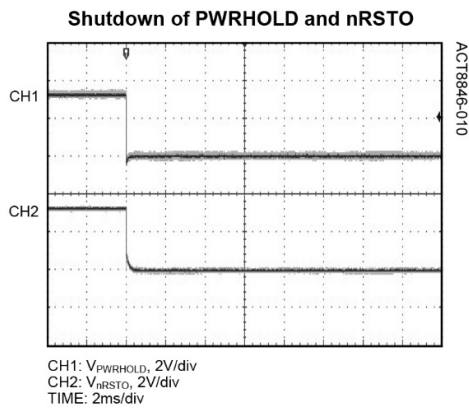 Shutdown of PWRHOLD and nRSTO
ACT8846-010
CH1
CH2
CH1: VPWRHOLD, 2V/div
CH2: VnRSTO, 2V/div
TIME: 2ms/div